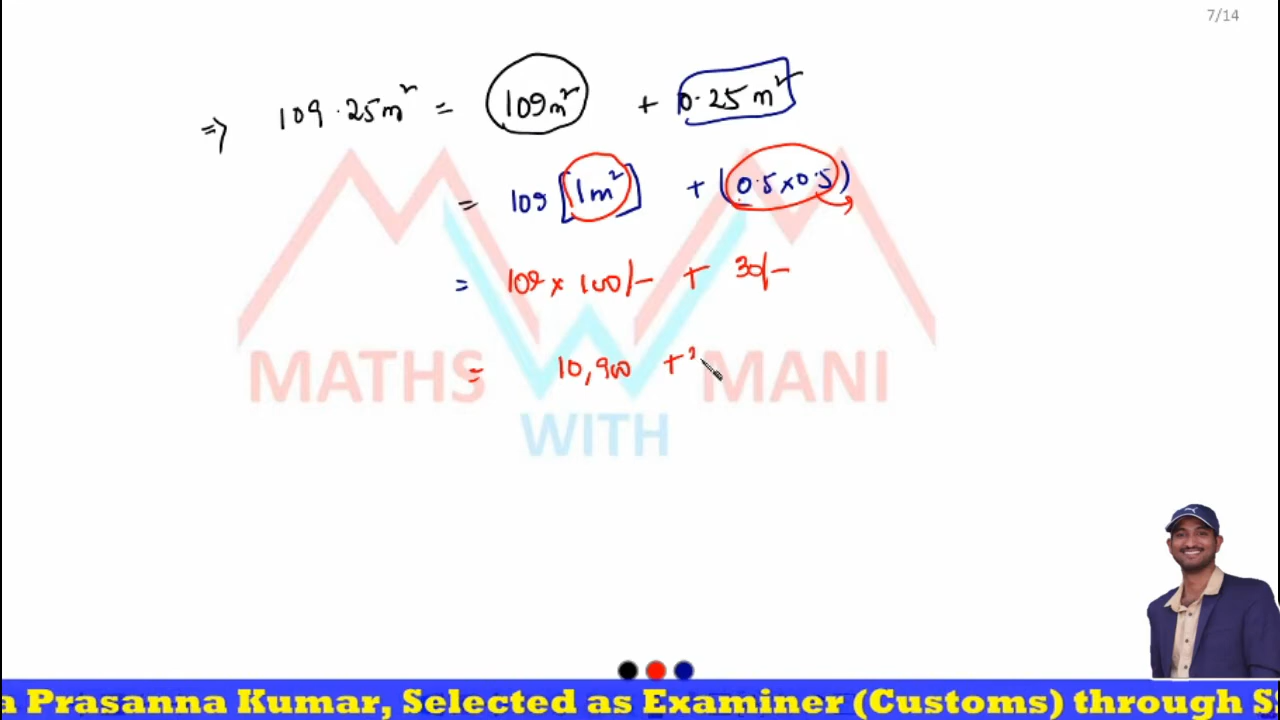 7/14
⇒ 109.25m² = 109m² + 0.25m²
= 109 [1m²] + (0.5×0.5)
= 109 × 100/- + 30/-
= 10,900 +
MATHS WITH MANI
a Prasanna Kumar, Selected as Examiner (Customs) through S